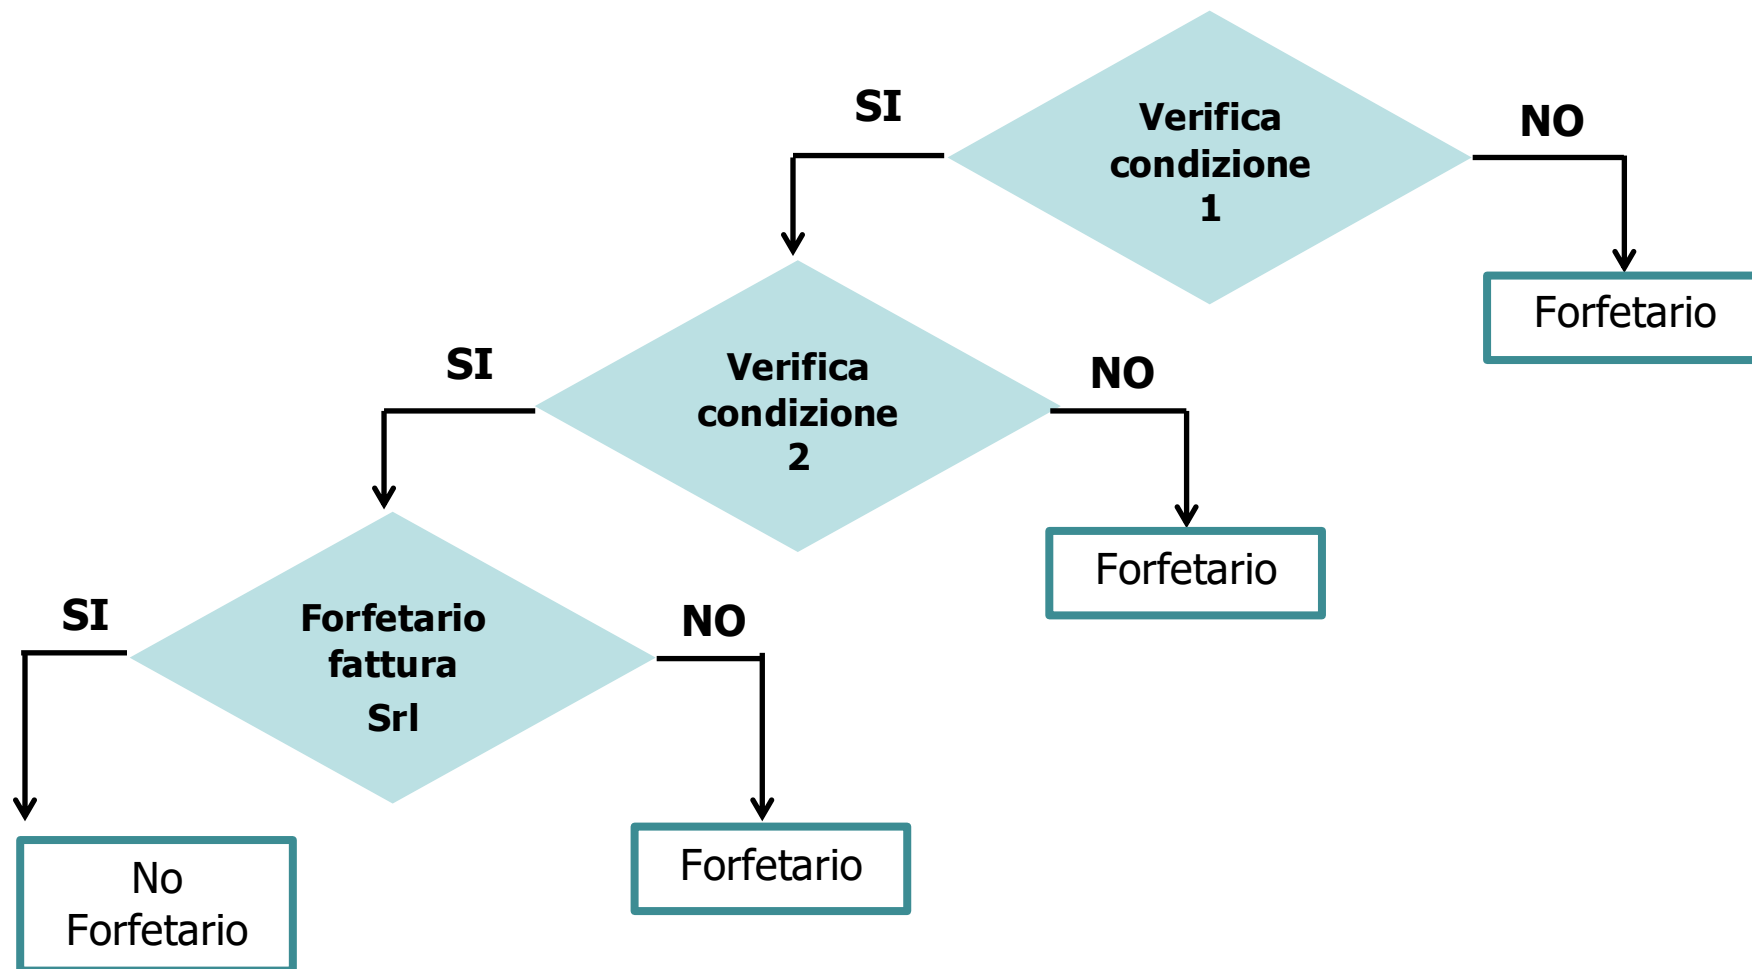 SI
Verifica
condizione
1
NO
Forfetario
SI
Verifica
condizione
2
NO
Forfetario
SI
Forfetario
fattura
Srl
NO
No
Forfetario
Forfetario